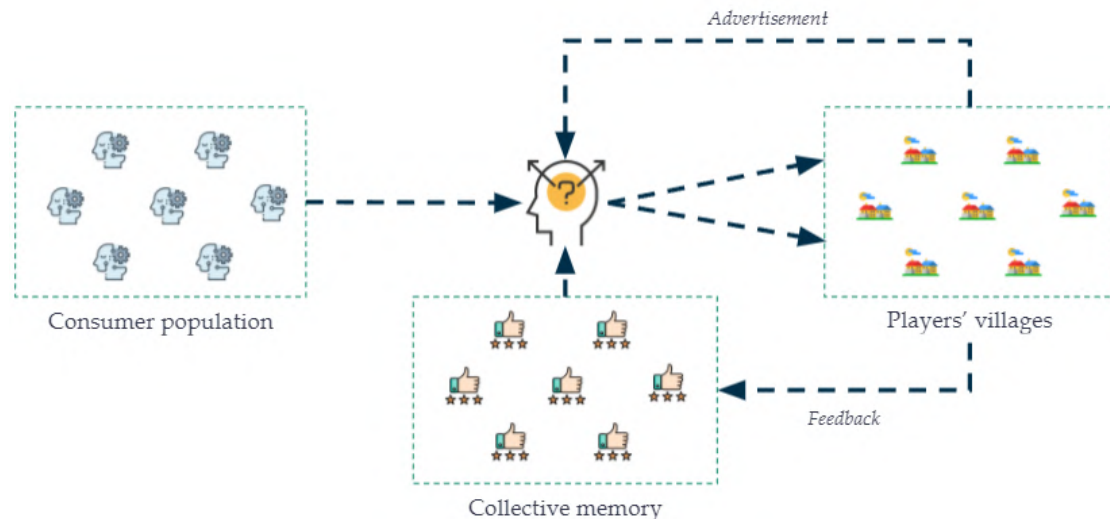 Advertisement
Consumer population
Players' villages
Feedback
Collective memory